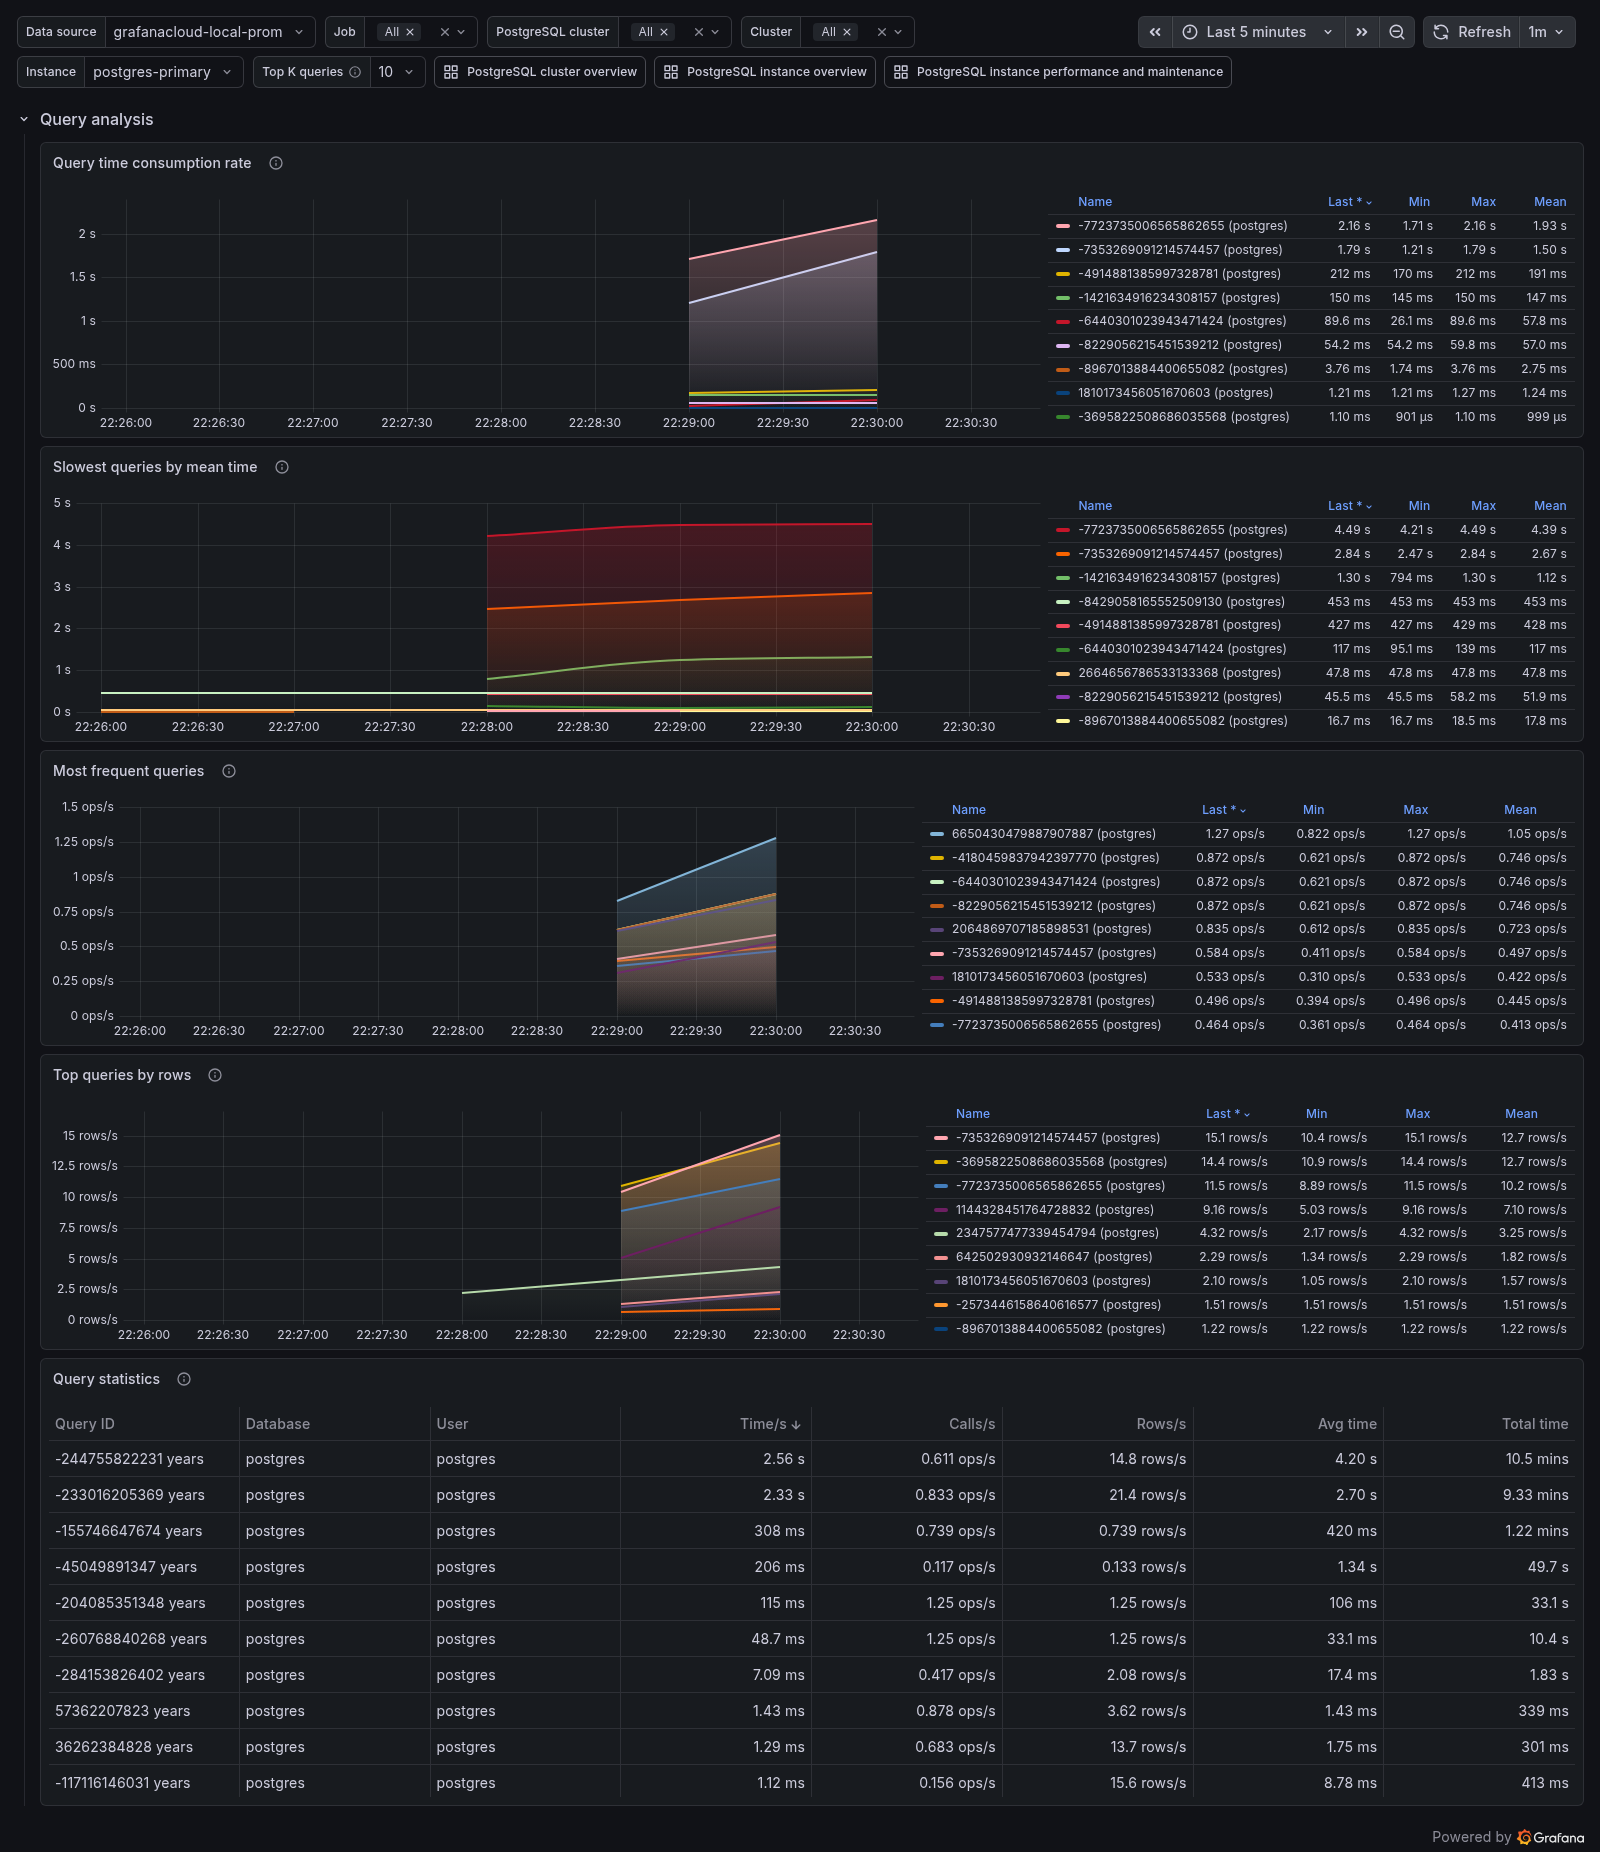 Data source grafanacloud-local-prom Job All PostgreSQL cluster All Cluster All Last 5 minutes Refresh 1m
Instance postgres-primary Top K queries 10 PostgreSQL cluster overview PostgreSQL instance overview PostgreSQL instance performance and maintenance
Query analysis
Query time consumption rate
2 s
1.5 s
1 s
500 ms
0 s
22:26:00 22:26:30 22:27:00 22:27:30 22:28:00 22:28:30 22:29:00 22:29:30 22:30:00 22:30:30
Name Last * Min Max Mean
-7723735006565862655 (postgres) 2.16 s 1.71 s 2.16 s 1.93 s
-7353269091214574457 (postgres) 1.79 s 1.21 s 1.79 s 1.50 s
-4914881385997328781 (postgres) 212 ms 170 ms 212 ms 191 ms
-1421634916234308157 (postgres) 150 ms 145 ms 150 ms 147 ms
-6440301023943471424 (postgres) 89.6 ms 26.1 ms 89.6 ms 57.8 ms
-8229056215451539212 (postgres) 54.2 ms 54.2 ms 59.8 ms 57.0 ms
-8967013884400655082 (postgres) 3.76 ms 1.74 ms 3.76 ms 2.75 ms
1810173456051670603 (postgres) 1.21 ms 1.21 ms 1.27 ms 1.24 ms
-3695822508686035568 (postgres) 1.10 ms 901 µs 1.10 ms 999 µs
Slowest queries by mean time
5 s
4 s
3 s
2 s
1 s
0 s
22:26:00 22:26:30 22:27:00 22:27:30 22:28:00 22:28:30 22:29:00 22:29:30 22:30:00 22:30:30
Name Last * Min Max Mean
-7723735006565862655 (postgres) 4.49 s 4.21 s 4.49 s 4.39 s
-7353269091214574457 (postgres) 2.84 s 2.47 s 2.84 s 2.67 s
-1421634916234308157 (postgres) 1.30 s 794 ms 1.30 s 1.12 s
-8429058165552509130 (postgres) 453 ms 453 ms 453 ms 453 ms
-4914881385997328781 (postgres) 427 ms 427 ms 429 ms 428 ms
-6440301023943471424 (postgres) 117 ms 95.1 ms 139 ms 117 ms
2664656786533133368 (postgres) 47.8 ms 47.8 ms 47.8 ms 47.8 ms
-8229056215451539212 (postgres) 45.5 ms 45.5 ms 58.2 ms 51.9 ms
-8967013884400655082 (postgres) 16.7 ms 16.7 ms 18.5 ms 17.8 ms
Most frequent queries
1.5 ops/s
1.25 ops/s
1 ops/s
0.75 ops/s
0.5 ops/s
0.25 ops/s
0 ops/s
22:26:00 22:26:30 22:27:00 22:27:30 22:28:00 22:28:30 22:29:00 22:29:30 22:30:00 22:30:30
Name Last * Min Max Mean
6650430479887907887 (postgres) 1.27 ops/s 0.822 ops/s 1.27 ops/s 1.05 ops/s
-4180459837942397770 (postgres) 0.872 ops/s 0.621 ops/s 0.872 ops/s 0.746 ops/s
-6440301023943471424 (postgres) 0.872 ops/s 0.621 ops/s 0.872 ops/s 0.746 ops/s
-8229056215451539212 (postgres) 0.872 ops/s 0.621 ops/s 0.872 ops/s 0.746 ops/s
2064869707185898531 (postgres) 0.835 ops/s 0.612 ops/s 0.835 ops/s 0.723 ops/s
-7353269091214574457 (postgres) 0.584 ops/s 0.411 ops/s 0.584 ops/s 0.497 ops/s
1810173456051670603 (postgres) 0.533 ops/s 0.310 ops/s 0.533 ops/s 0.422 ops/s
-4914881385997328781 (postgres) 0.496 ops/s 0.394 ops/s 0.496 ops/s 0.445 ops/s
-7723735006565862655 (postgres) 0.464 ops/s 0.361 ops/s 0.464 ops/s 0.413 ops/s
Top queries by rows
15 rows/s
12.5 rows/s
10 rows/s
7.5 rows/s
5 rows/s
2.5 rows/s
0 rows/s
22:26:00 22:26:30 22:27:00 22:27:30 22:28:00 22:28:30 22:29:00 22:29:30 22:30:00 22:30:30
Name Last * Min Max Mean
-7353269091214574457 (postgres) 15.1 rows/s 10.4 rows/s 15.1 rows/s 12.7 rows/s
-3695822508686035568 (postgres) 14.4 rows/s 10.9 rows/s 14.4 rows/s 12.7 rows/s
-7723735006565862655 (postgres) 11.5 rows/s 8.89 rows/s 11.5 rows/s 10.2 rows/s
1144328451764728832 (postgres) 9.16 rows/s 5.03 rows/s 9.16 rows/s 7.10 rows/s
2347577477339454794 (postgres) 4.32 rows/s 2.17 rows/s 4.32 rows/s 3.25 rows/s
642502930932146647 (postgres) 2.29 rows/s 1.34 rows/s 2.29 rows/s 1.82 rows/s
1810173456051670603 (postgres) 2.10 rows/s 1.05 rows/s 2.10 rows/s 1.57 rows/s
-2573446158640616577 (postgres) 1.51 rows/s 1.51 rows/s 1.51 rows/s 1.51 rows/s
-8967013884400655082 (postgres) 1.22 rows/s 1.22 rows/s 1.22 rows/s 1.22 rows/s
Query statistics
Query ID Database User Time/s Calls/s Rows/s Avg time Total time
-244755822231 years postgres postgres 2.56 s 0.611 ops/s 14.8 rows/s 4.20 s 10.5 mins
-233016205369 years postgres postgres 2.33 s 0.833 ops/s 21.4 rows/s 2.70 s 9.33 mins
-155746647674 years postgres postgres 308 ms 0.739 ops/s 0.739 rows/s 420 ms 1.22 mins
-45049891347 years postgres postgres 206 ms 0.117 ops/s 0.133 rows/s 1.34 s 49.7 s
-204085351348 years postgres postgres 115 ms 1.25 ops/s 1.25 rows/s 106 ms 33.1 s
-260768840268 years postgres postgres 48.7 ms 1.25 ops/s 1.25 rows/s 33.1 ms 10.4 s
-284153826402 years postgres postgres 7.09 ms 0.417 ops/s 2.08 rows/s 17.4 ms 1.83 s
57362207823 years postgres postgres 1.43 ms 0.878 ops/s 3.62 rows/s 1.43 ms 339 ms
36262384828 years postgres postgres 1.29 ms 0.683 ops/s 13.7 rows/s 1.75 ms 301 ms
-117116146031 years postgres postgres 1.12 ms 0.156 ops/s 15.6 rows/s 8.78 ms 413 ms
Powered by Grafana